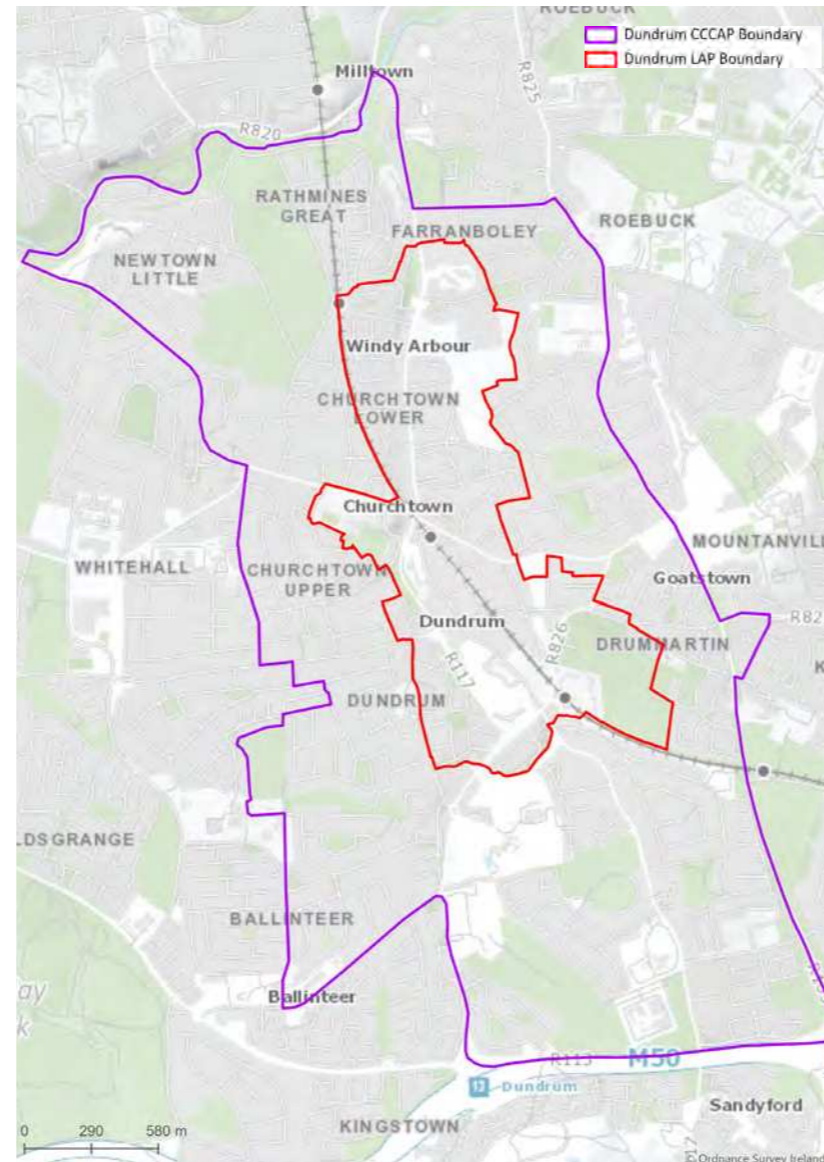 ROEBUCK
Dundrum CCCAP Boundary
Dundrum LAP Boundary
Milltown
R825
R820
RATHMINES
GREAT
ROEBUCK
FARRANBOLEY
NEWTOWN
LITTLE
Windy Arbour
CHURCHTOWN
LOWER
Churchtown
MOUNTANVILL
WHITEHALL
CHURCHTOWN
UPPER
Goatstown
Dundrum
R826
R82
DRUMMARTIN
K
R117
DUNDRUM
LDSGRANGE
BALLINTEER
ay
k
Ballinteer
R113
M50
13
Dundrum
Sandyford
0 290 580 m
KINGSTOWN
Ordnance Survey Ireland